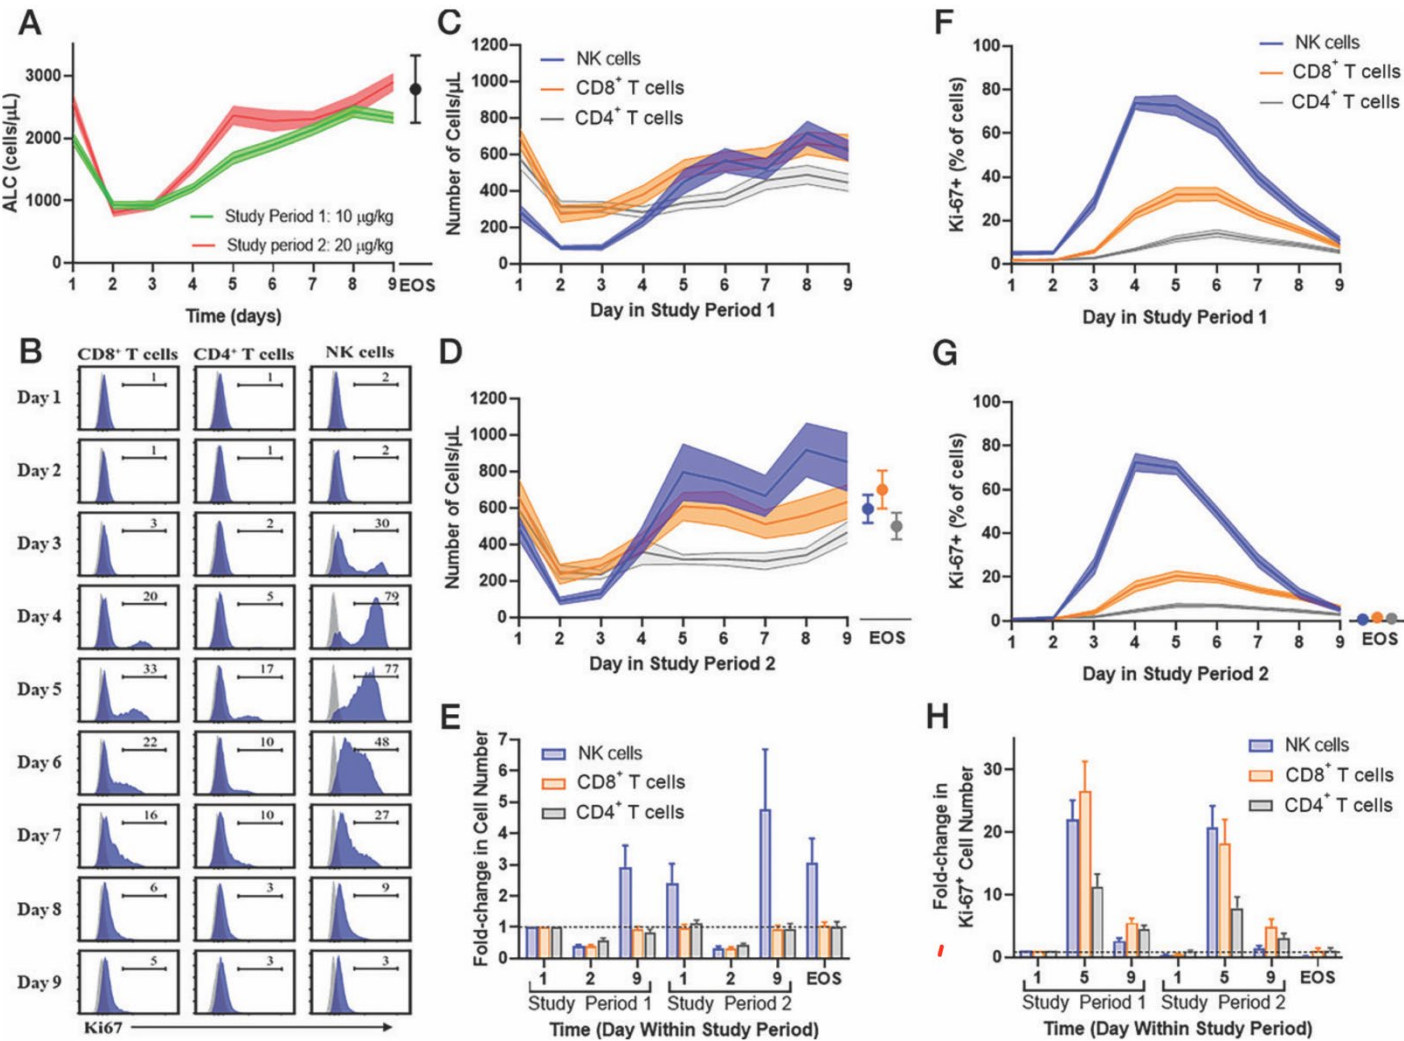 A
3000
2000
1000
0
ALC (cells/µL)
Study Period 1: 10 µg/kg
Study period 2: 20 µg/kg
1 2 3 4 5 6 7 8 9 EOS
Time (days)
B
CD8+ T cells CD4+ T cells NK cells
Day 1 1 1 2
Day 2 1 1 2
Day 3 3 2 30
Day 4 20 5 79
Day 5 33 17 77
Day 6 22 10 48
Day 7 16 10 27
Day 8 6 3 9
Day 9 5 3 3
Ki67
C
1200
1000
800
600
400
200
0
Number of Cells/µL
NK cells
CD8+ T cells
CD4+ T cells
1 2 3 4 5 6 7 8 9
Day in Study Period 1
D
1200
1000
800
600
400
200
0
Number of Cells/µL
1 2 3 4 5 6 7 8 9 EOS
Day in Study Period 2
E
7
6
5
4
3
2
1
0
Fold-change in Cell Number
NK cells
CD8+ T cells
CD4+ T cells
1 2 9 1 2 9 EOS
Study Period 1 Study Period 2
Time (Day Within Study Period)
F
100
80
60
40
20
0
Ki-67+ (% of cells)
NK cells
CD8+ T cells
CD4+ T cells
1 2 3 4 5 6 7 8 9
Day in Study Period 1
G
100
80
60
40
20
0
Ki-67+ (% of cells)
1 2 3 4 5 6 7 8 9 EOS
Day in Study Period 2
H
30
20
10
0
Fold-change in
Ki-67+ Cell Number
NK cells
CD8+ T cells
CD4+ T cells
1 5 9 1 5 9 EOS
Study Period 1 Study Period 2
Time (Day Within Study Period)